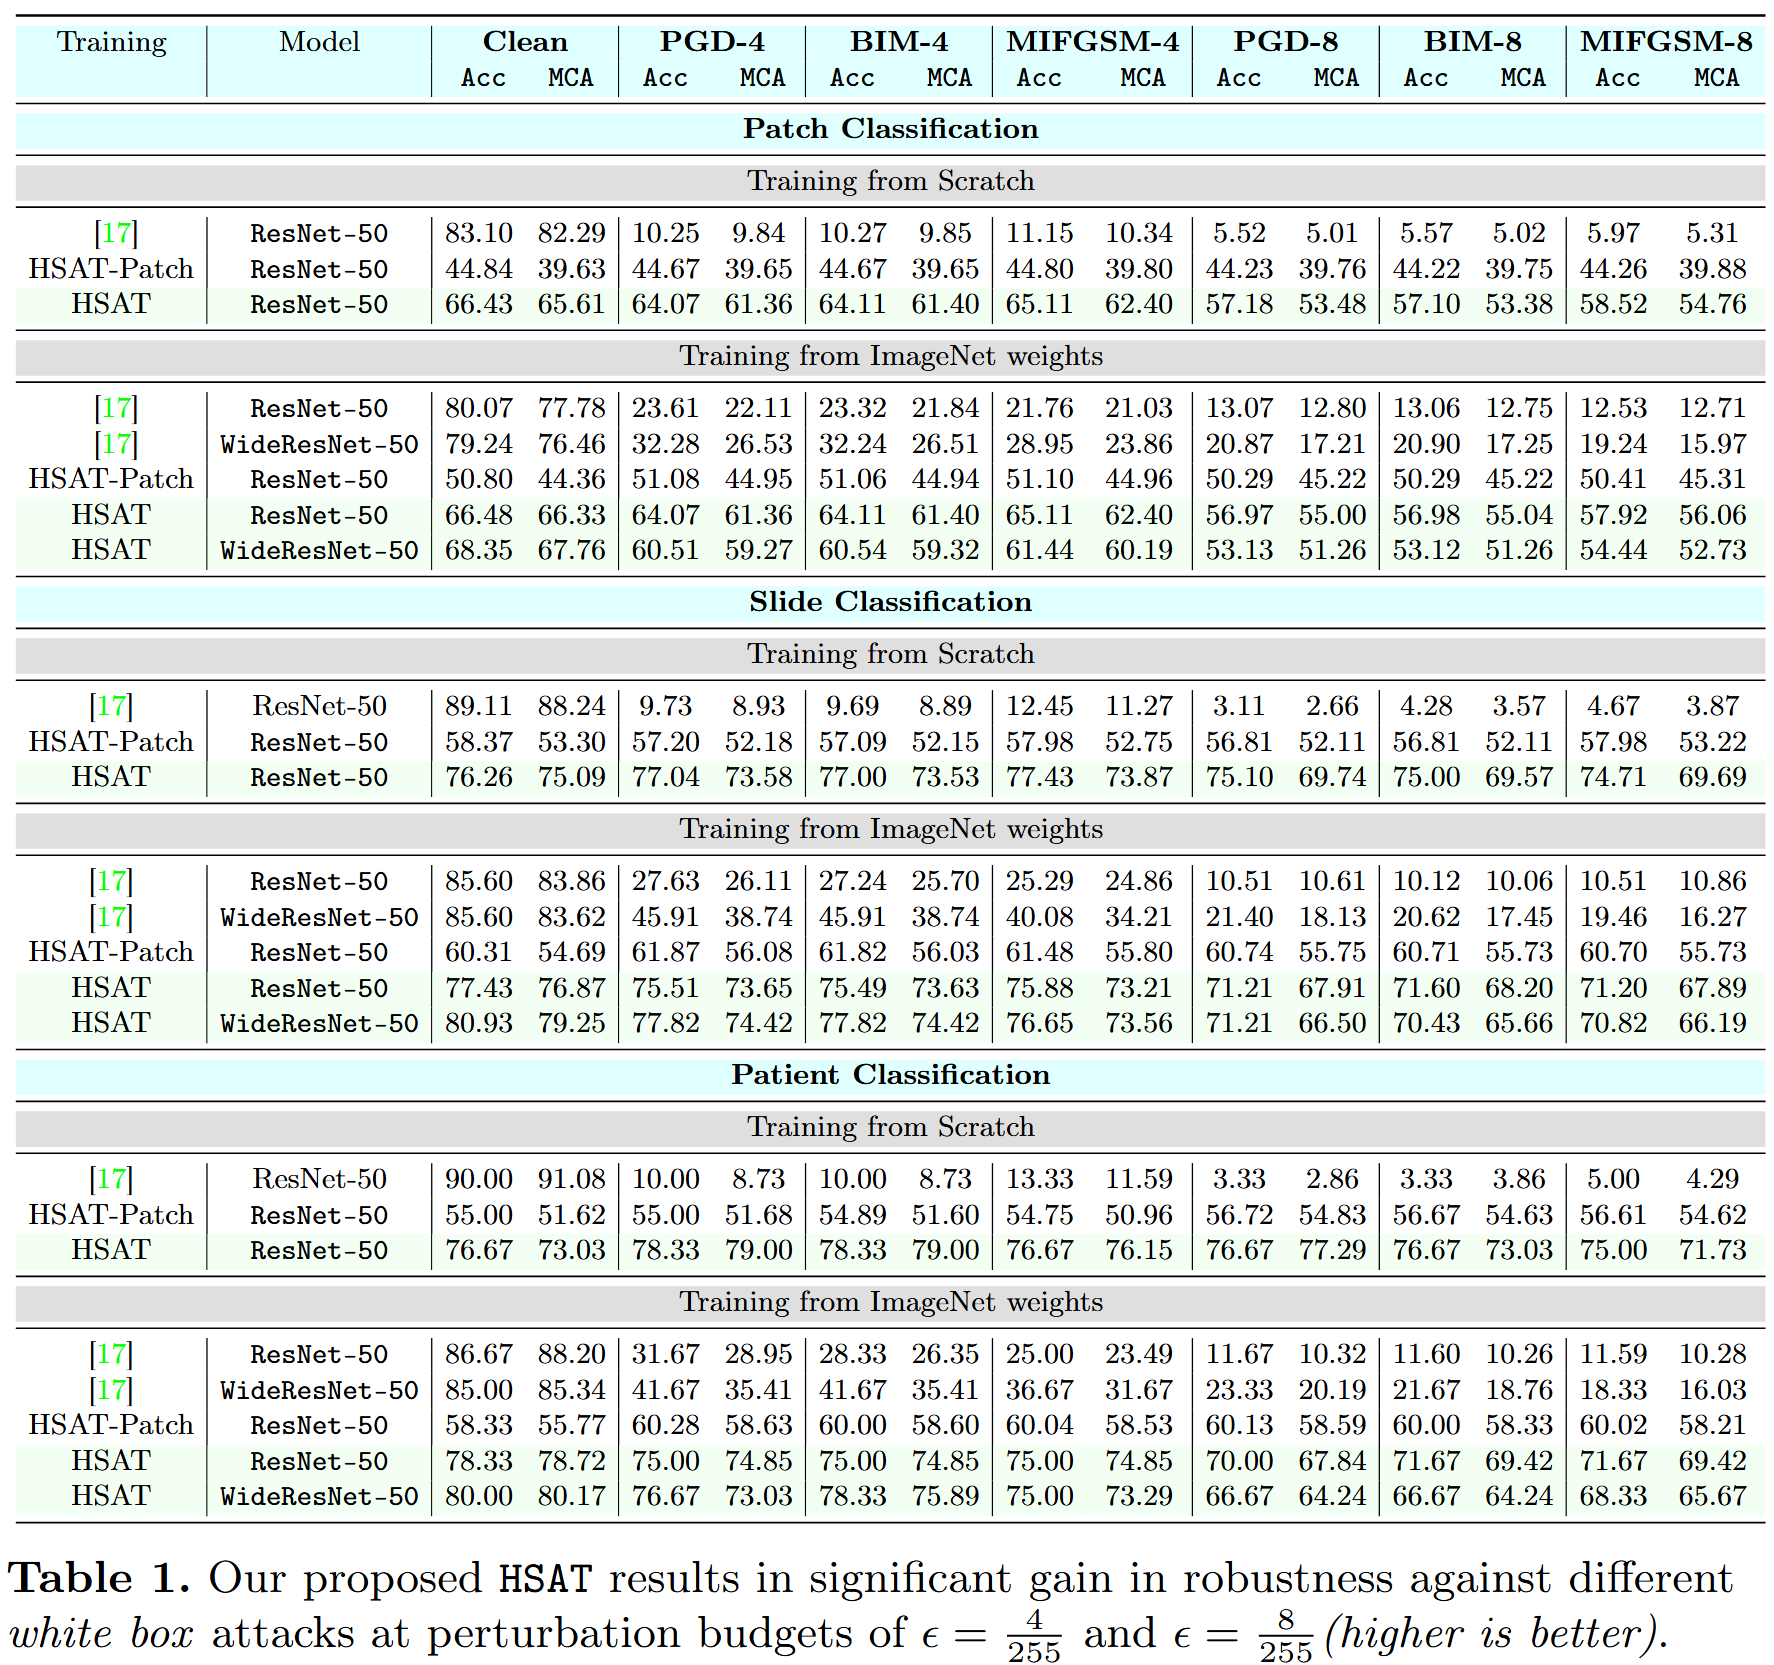 Training Model Clean PGD-4 BIM-4 MIFGSM-4 PGD-8 BIM-8 MIFGSM-8
Acc MCA Acc MCA Acc MCA Acc MCA Acc MCA Acc MCA Acc MCA
Patch Classification
Training from Scratch
[17] ResNet-50 83.10 82.29 10.25 9.84 10.27 9.85 11.15 10.34 5.52 5.01 5.57 5.02 5.97 5.31
HSAT-Patch ResNet-50 44.84 39.63 44.67 39.65 44.67 39.65 44.80 39.80 44.23 39.76 44.22 39.75 44.26 39.88
HSAT ResNet-50 66.43 65.61 64.07 61.36 64.11 61.40 65.11 62.40 57.18 53.48 57.10 53.38 58.52 54.76
Training from ImageNet weights
[17] ResNet-50 80.07 77.78 23.61 22.11 23.32 21.84 21.76 21.03 13.07 12.80 13.06 12.75 12.53 12.71
[17] WideResNet-50 79.24 76.46 32.28 26.53 32.24 26.51 28.95 23.86 20.87 17.21 20.90 17.25 19.24 15.97
HSAT-Patch ResNet-50 50.80 44.36 51.08 44.95 51.06 44.94 51.10 44.96 50.29 45.22 50.29 45.22 50.41 45.31
HSAT ResNet-50 66.48 66.33 64.07 61.36 64.11 61.40 65.11 62.40 56.97 55.00 56.98 55.04 57.92 56.06
HSAT WideResNet-50 68.35 67.76 60.51 59.27 60.54 59.32 61.44 60.19 53.13 51.26 53.12 51.26 54.44 52.73
Slide Classification
Training from Scratch
[17] ResNet-50 89.11 88.24 9.73 8.93 9.69 8.89 12.45 11.27 3.11 2.66 4.28 3.57 4.67 3.87
HSAT-Patch ResNet-50 58.37 53.30 57.20 52.18 57.09 52.15 57.98 52.75 56.81 52.11 56.81 52.11 57.98 53.22
HSAT ResNet-50 76.26 75.09 77.04 73.58 77.00 73.53 77.43 73.87 75.10 69.74 75.00 69.57 74.71 69.69
Training from ImageNet weights
[17] ResNet-50 85.60 83.86 27.63 26.11 27.24 25.70 25.29 24.86 10.51 10.61 10.12 10.06 10.51 10.86
[17] WideResNet-50 85.60 83.62 45.91 38.74 45.91 38.74 40.08 34.21 21.40 18.13 20.62 17.45 19.46 16.27
HSAT-Patch ResNet-50 60.31 54.69 61.87 56.08 61.82 56.03 61.48 55.80 60.74 55.75 60.71 55.73 60.70 55.73
HSAT ResNet-50 77.43 76.87 75.51 73.65 75.49 73.63 75.88 73.21 71.21 67.91 71.60 68.20 71.20 67.89
HSAT WideResNet-50 80.93 79.25 77.82 74.42 77.82 74.42 76.65 73.56 71.21 66.50 70.43 65.66 70.82 66.19
Patient Classification
Training from Scratch
[17] ResNet-50 90.00 91.08 10.00 8.73 10.00 8.73 13.33 11.59 3.33 2.86 3.33 3.86 5.00 4.29
HSAT-Patch ResNet-50 55.00 51.62 55.00 51.68 54.89 51.60 54.75 50.96 56.72 54.83 56.67 54.63 56.61 54.62
HSAT ResNet-50 76.67 73.03 78.33 79.00 78.33 79.00 76.67 76.15 76.67 77.29 76.67 73.03 75.00 71.73
Training from ImageNet weights
[17] ResNet-50 86.67 88.20 31.67 28.95 28.33 26.35 25.00 23.49 11.67 10.32 11.60 10.26 11.59 10.28
[17] WideResNet-50 85.00 85.34 41.67 35.41 41.67 35.41 36.67 31.67 23.33 20.19 21.67 18.76 18.33 16.03
HSAT-Patch ResNet-50 58.33 55.77 60.28 58.63 60.00 58.60 60.04 58.53 60.13 58.59 60.00 58.33 60.02 58.21
HSAT ResNet-50 78.33 78.72 75.00 74.85 75.00 74.85 75.00 74.85 70.00 67.84 71.67 69.42 71.67 69.42
HSAT WideResNet-50 80.00 80.17 76.67 73.03 78.33 75.89 75.00 73.29 66.67 64.24 66.67 64.24 68.33 65.67
Table 1. Our proposed HSAT results in significant gain in robustness against different
white box attacks at perturbation budgets of ϵ = 4/255 and ϵ = 8/255 (higher is better).